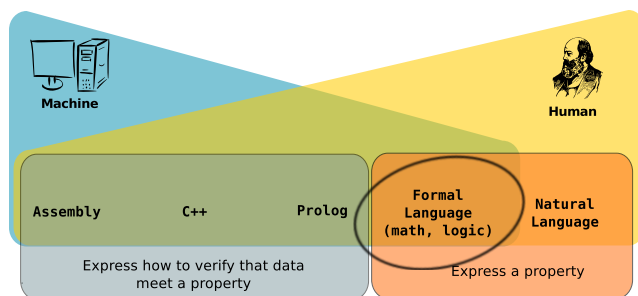 Machine
Human
Assembly
C++
Prolog
Formal
Language
(math, logic)
Natural
Language
Express how to verify that data
meet a property
Express a property